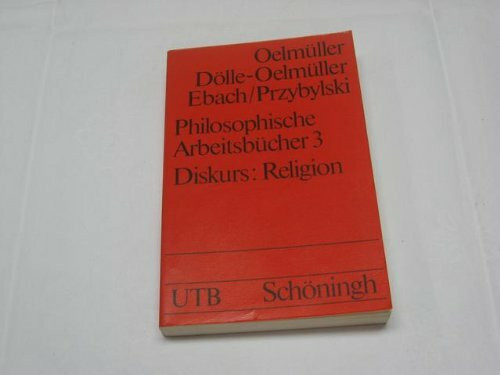 Oelmüller
Dölle-Oelmüller
Ebach/Przybylski
Philosophische
Arbeitsbücher 3
Diskurs: Religion
UTB Schöningh